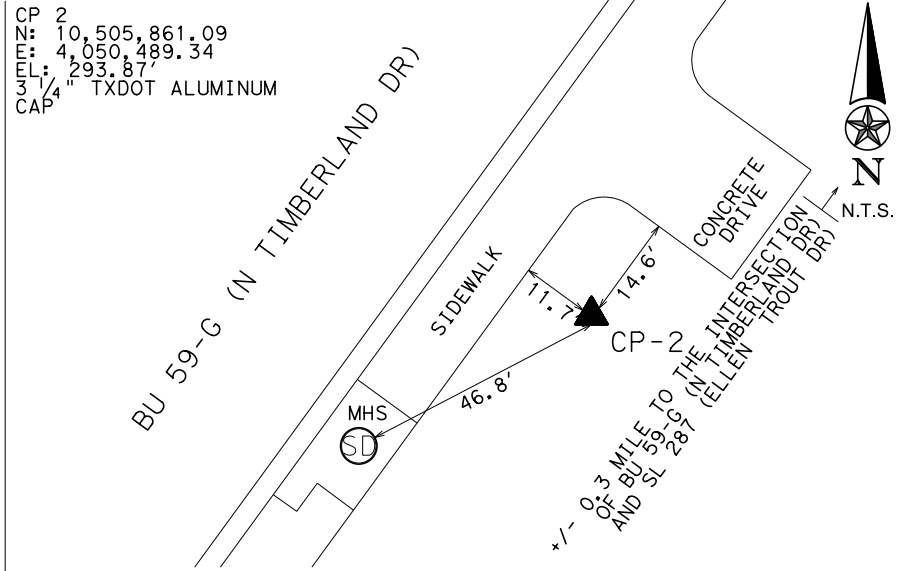 CP 2
N: 10,505,861.09
E: 4,050,489.34
EL: 293.87'
3 1/4" TXDOT ALUMINUM
CAP
BU 59-G (N TIMBERLAND DR)
SIDEWALK
CONCRETE
DRIVE
N
N.T.S.
11.7'
14.6'
CP-2
46.8'
MHS
SD
+/- 0.3 MILE TO THE INTERSECTION
OF BU 59-G (N TIMBERLAND DR)
AND SL 287 (ELLEN TROUT DR)